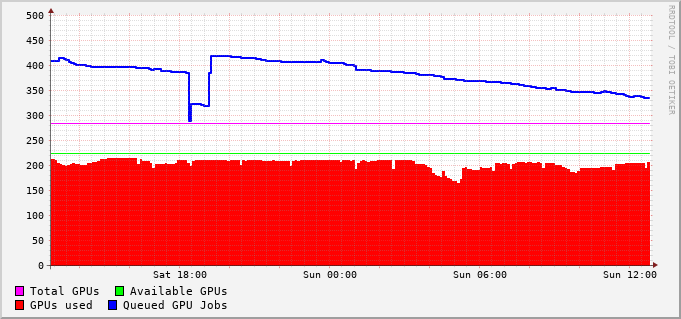 500
450
400
350
300
250
200
150
100
50
0
Sat 18:00 Sun 00:00 Sun 06:00 Sun 12:00
Total GPUs Available GPUs
GPUs used Queued GPU Jobs
RRDTOOL / TOBI OETIKER